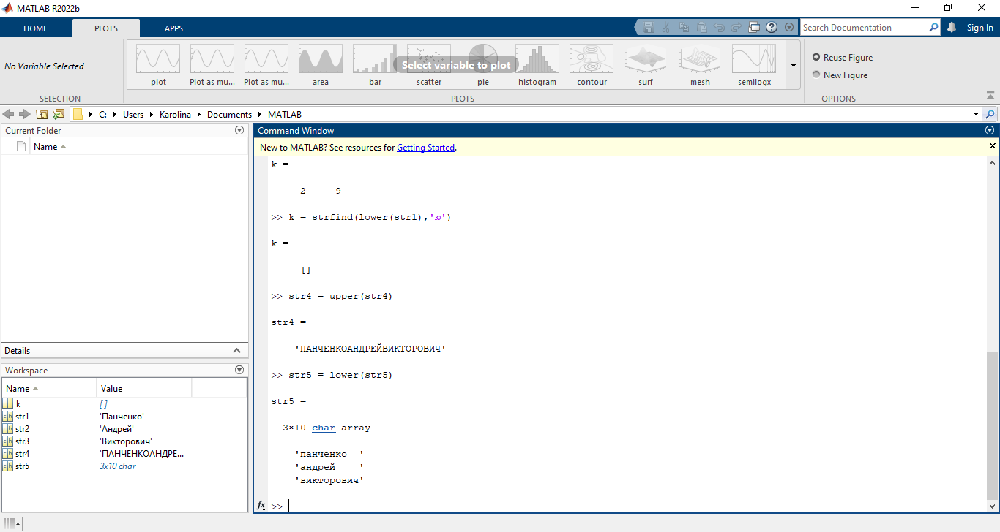 MATLAB R2022b
HOME PLOTS APPS
Search Documentation Sign In
No Variable Selected
Select variable to plot
plot Plot as mu... Plot as mu... area bar scatter pie histogram contour surf mesh semilogx
Reuse Figure
New Figure
SELECTION PLOTS OPTIONS
C: Users Karolina Documents MATLAB
Current Folder
Name
Details
Workspace
Name Value
k []
str1 'Панченко'
str2 'Андрей'
str3 'Викторович'
str4 'ПАНЧЕНКОАНДРЕ...
str5 3x10 char
Command Window
New to MATLAB? See resources for Getting Started.
k =
2 9
>> k = strfind(lower(str1),'ю')
k =
[]
>> str4 = upper(str4)
str4 =
'ПАНЧЕНКОАНДРЕЙВИКТОРОВИЧ'
>> str5 = lower(str5)
str5 =
3×10 char array
'панченко  '
'андрей    '
'викторович'
fx >>